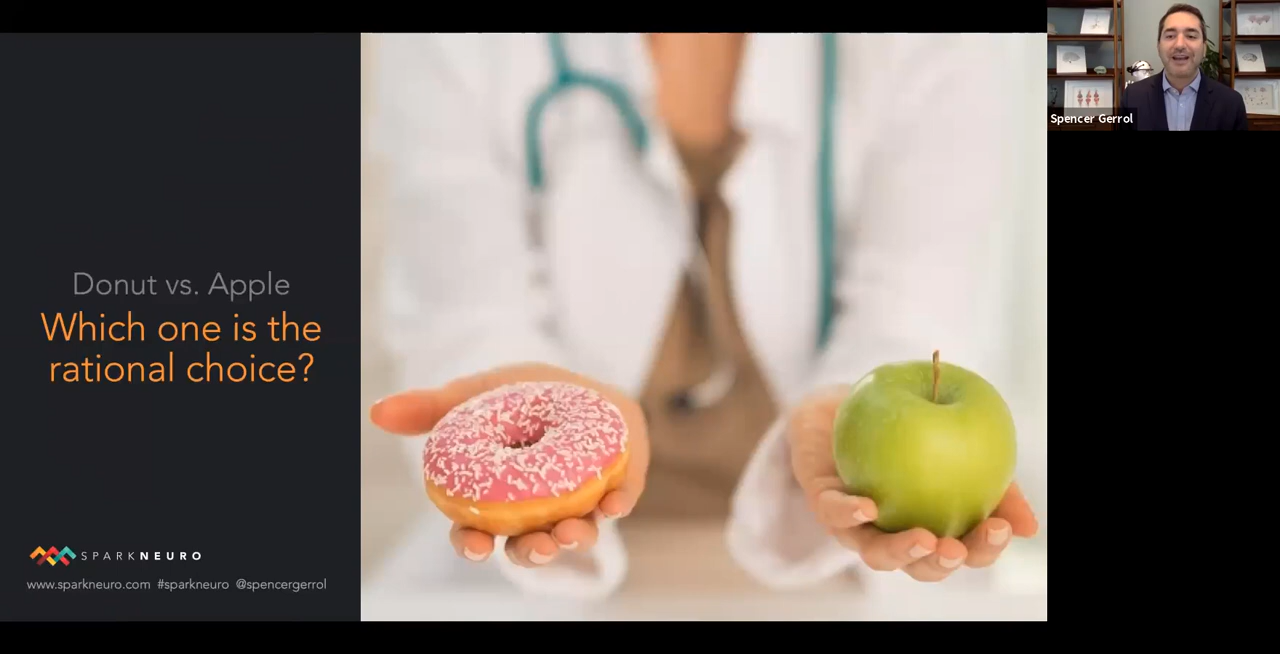 Spencer Gerrol
Donut vs. Apple
Which one is the
rational choice?
SPARKNEURO
www.sparkneuro.com #sparkneuro @spencergerrol